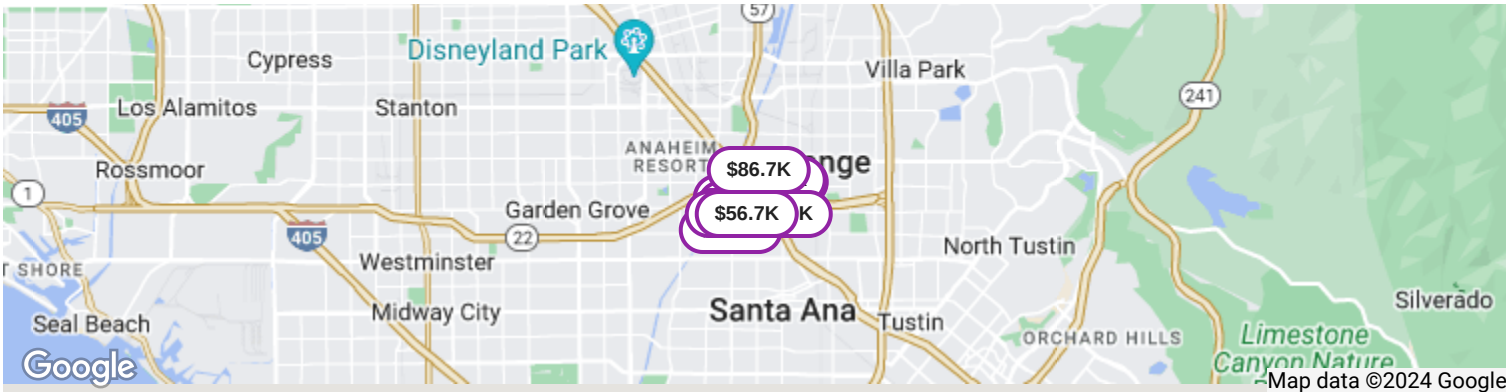 57
Disneyland Park
Cypress
Villa Park
241
Los Alamitos
Stanton
405
ANAHEIM
RESORT
$86.7K
Rossmoor
1
Garden Grove
$56.7K
K
22
405
North Tustin
Westminster
T SHORE
Silverado
Midway City
Santa Ana
Tustin
Seal Beach
ORCHARD HILLS
Limestone
Canyon Nature
Google
Map data ©2024 Google